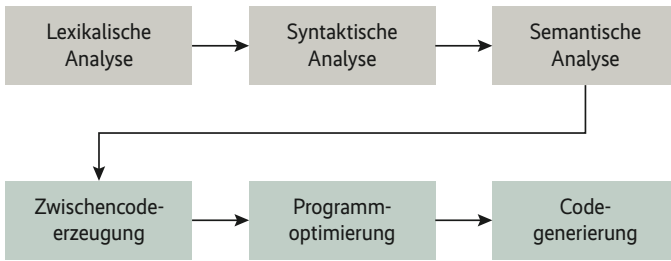 Lexikalische
Analyse
Syntaktische
Analyse
Semantische
Analyse
Zwischencode-
erzeugung
Programm-
optimierung
Code-
generierung